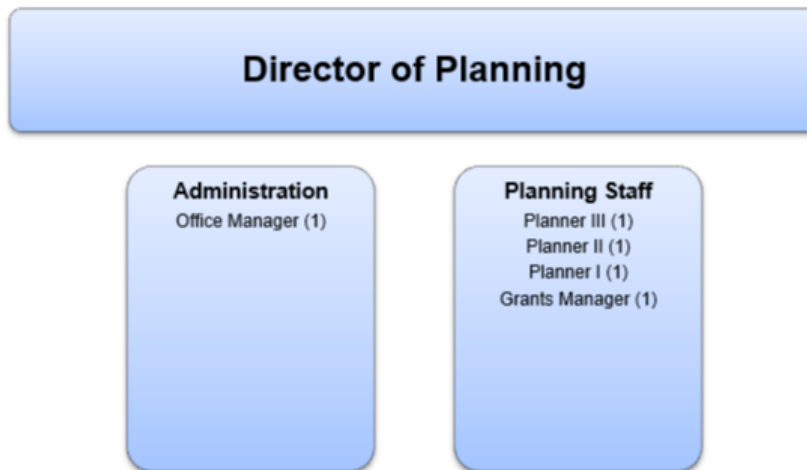 Director of Planning
Administration
Office Manager (1)
Planning Staff
Planner III (1)
Planner II (1)
Planner I (1)
Grants Manager (1)